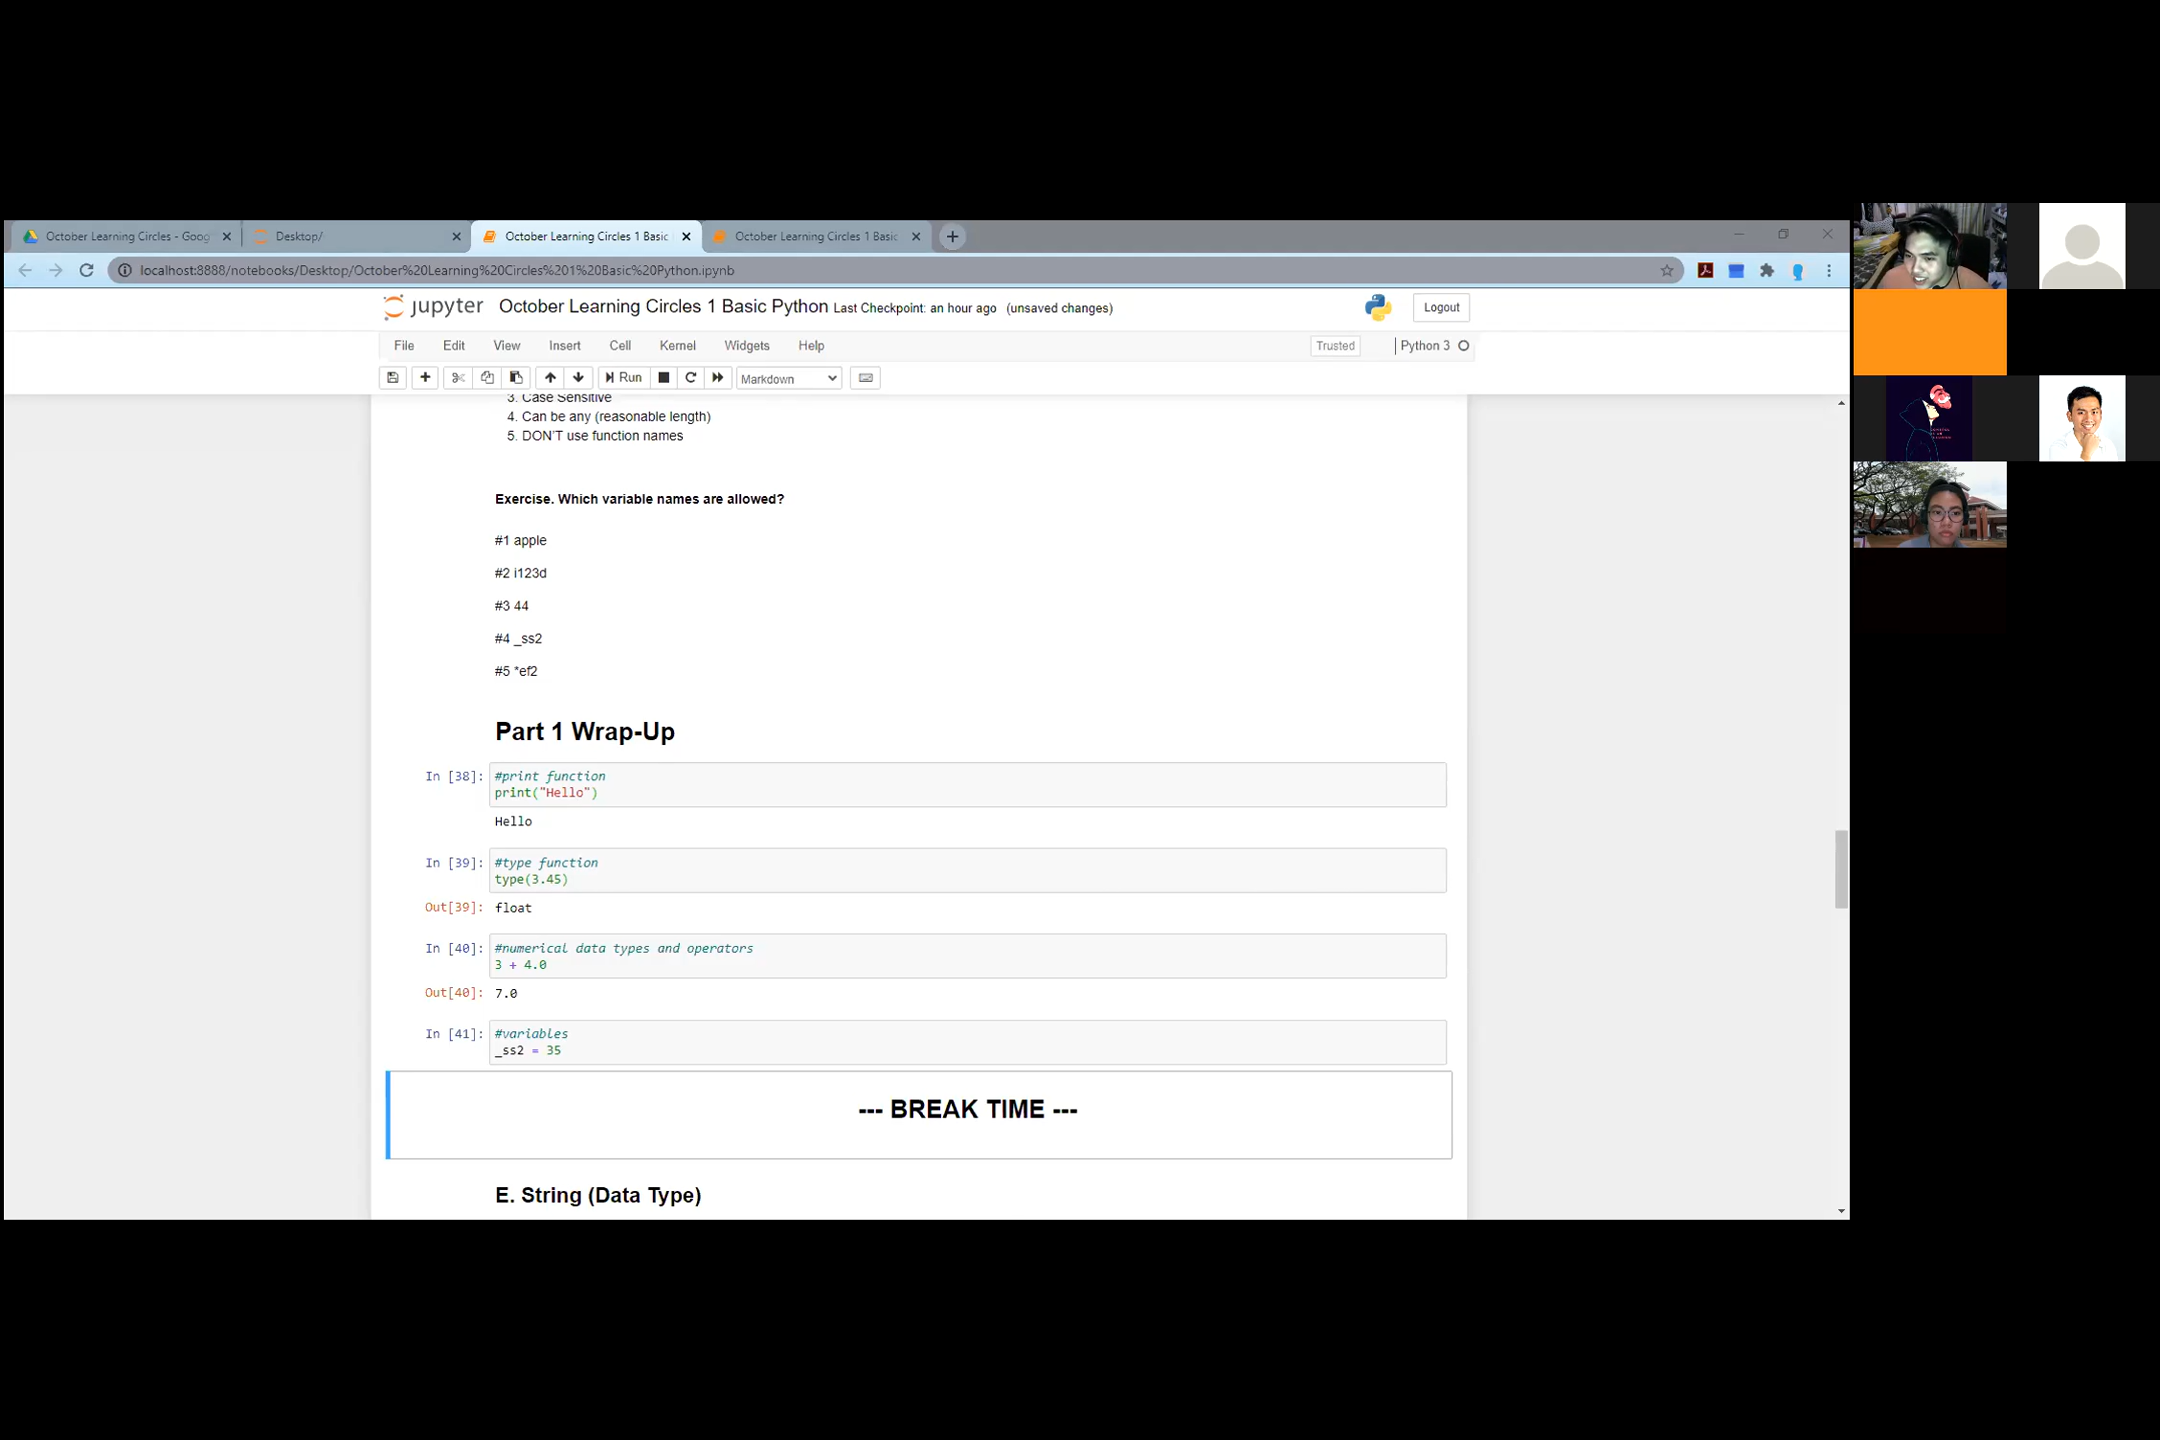 October Learning Circles - Goog
Desktop/
October Learning Circles 1 Basic
October Learning Circles 1 Basic
localhost:8888/notebooks/Desktop/October%20Learning%20Circles%201%20Basic%20Python.ipynb
jupyter October Learning Circles 1 Basic Python Last Checkpoint: an hour ago (unsaved changes)
Logout
File Edit View Insert Cell Kernel Widgets Help
Trusted
Python 3
Run
Markdown
3. Case Sensitive
4. Can be any (reasonable length)
5. DON'T use function names
Exercise. Which variable names are allowed?
#1 apple
#2 i123d
#3 44
#4 _ss2
#5 *ef2
Part 1 Wrap-Up
In [38]: #print function
print("Hello")
Hello
In [39]: #type function
type(3.45)
Out[39]: float
In [40]: #numerical data types and operators
3 + 4.0
Out[40]: 7.0
In [41]: #variables
_ss2 = 35
--- BREAK TIME ---
E. String (Data Type)